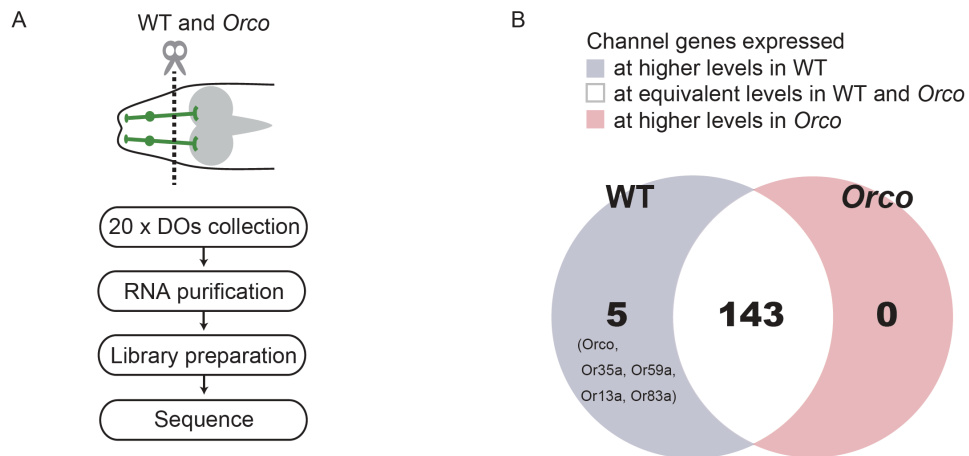 A
WT and Orco
20 x DOs collection
RNA purification
Library preparation
Sequence
B
Channel genes expressed
at higher levels in WT
at equivalent levels in WT and Orco
at higher levels in Orco
WT
Orco
5
143
0
(Orco,
Or35a, Or59a,
Or13a, Or83a)